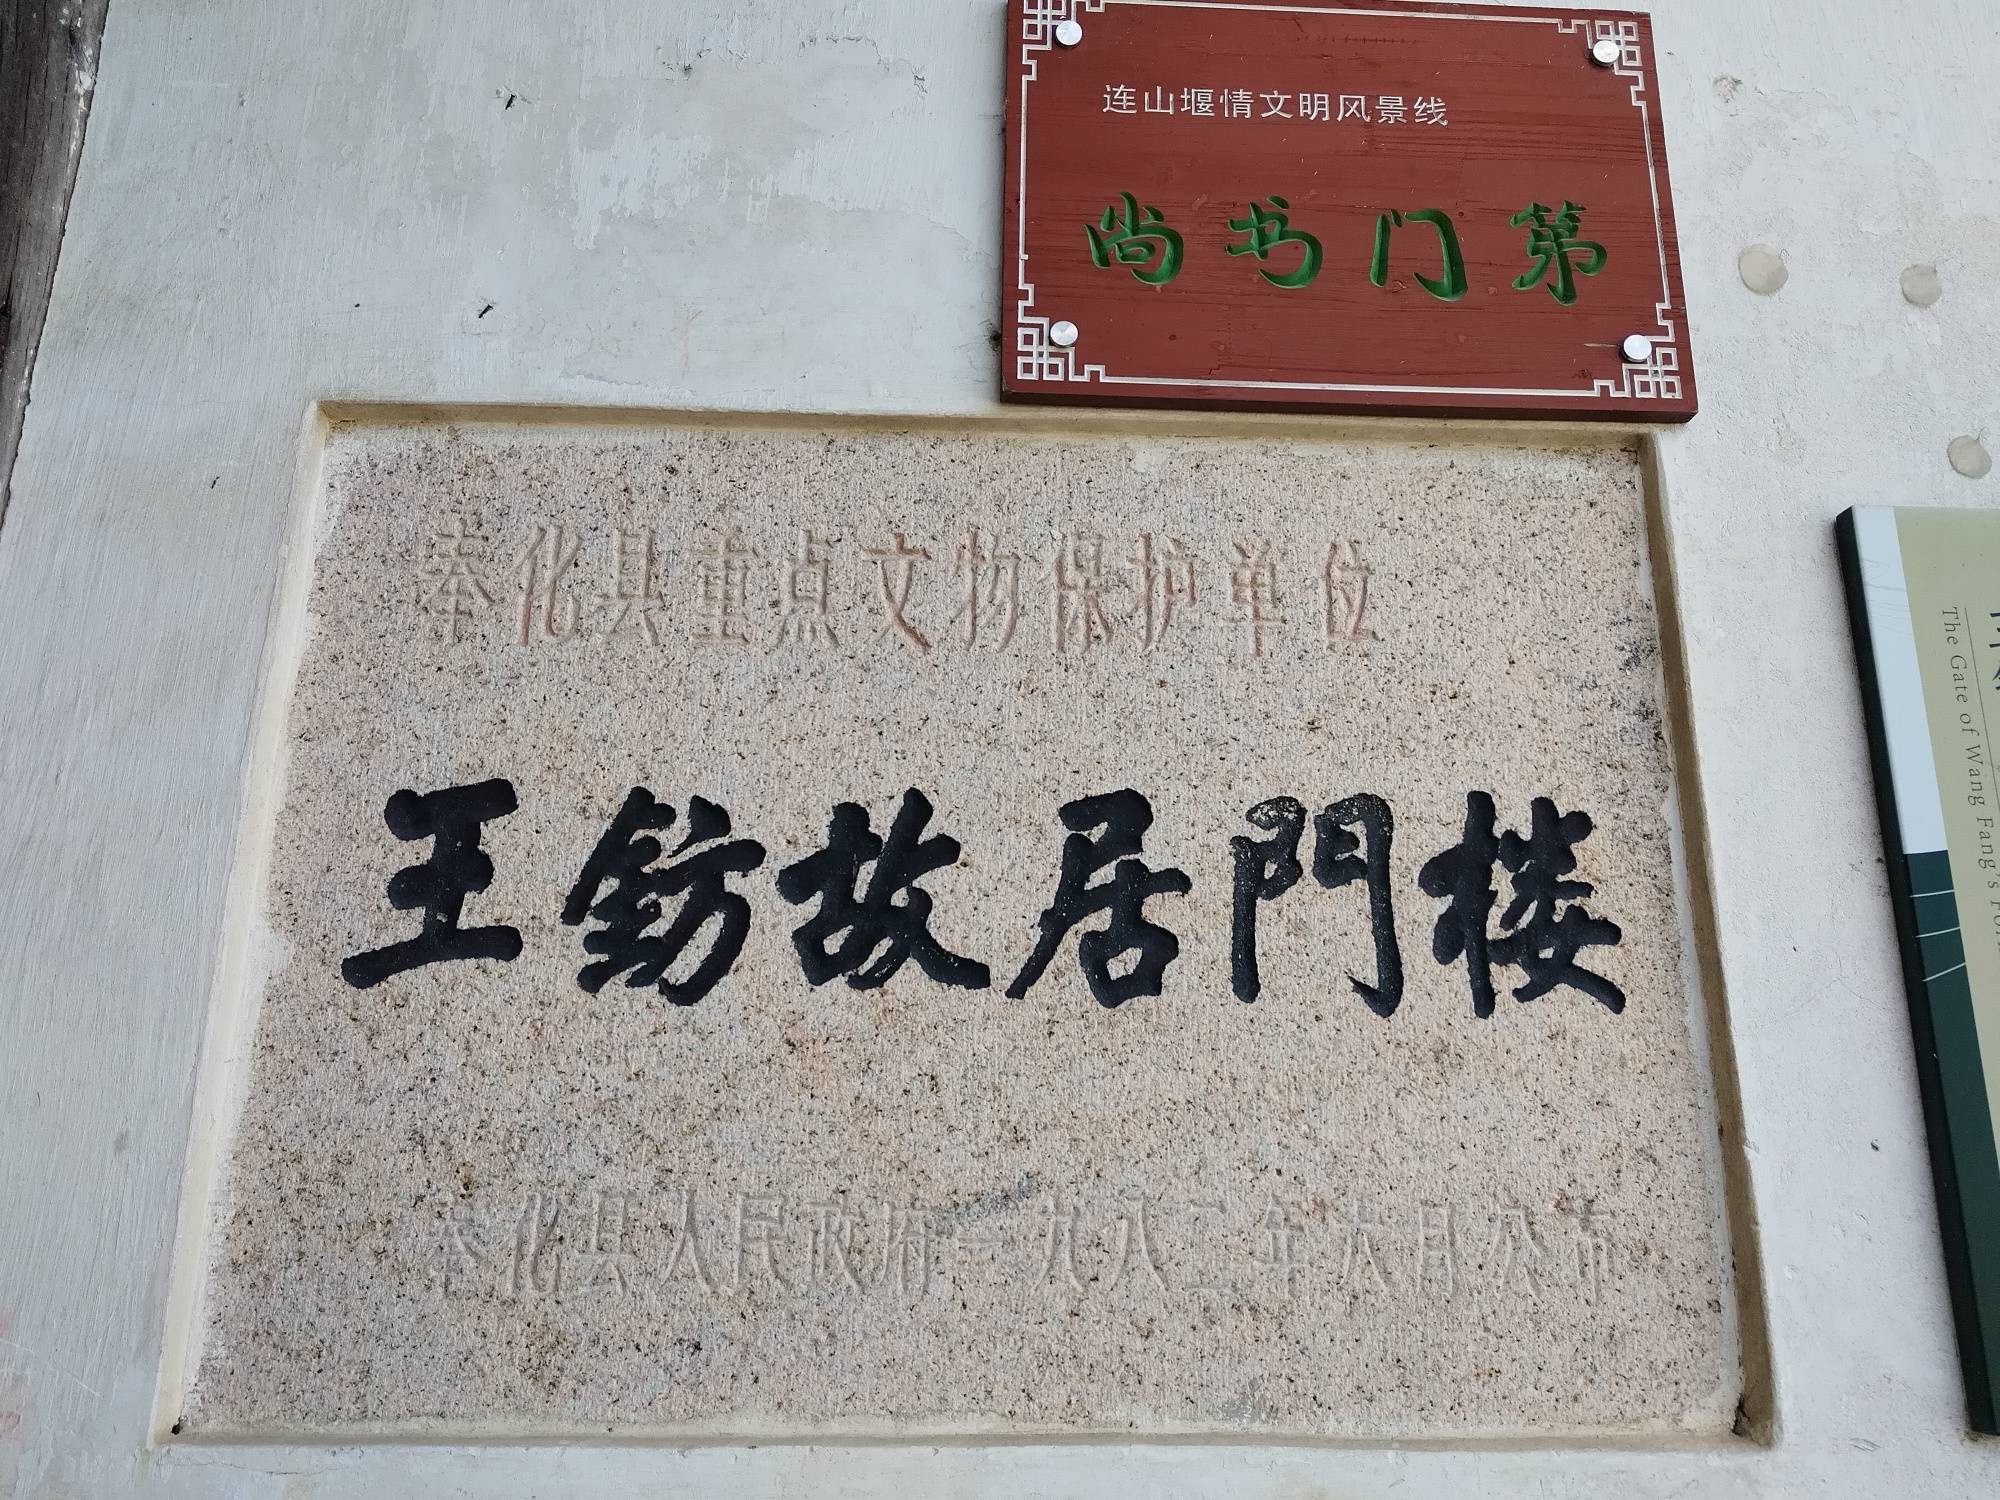 连山堰情文明风景线
尚书门第
奉化县重点文物保护单位
王鈁故居門楼
奉化县人民政府一九八二年六月公布
The Gate of Wang Fang's